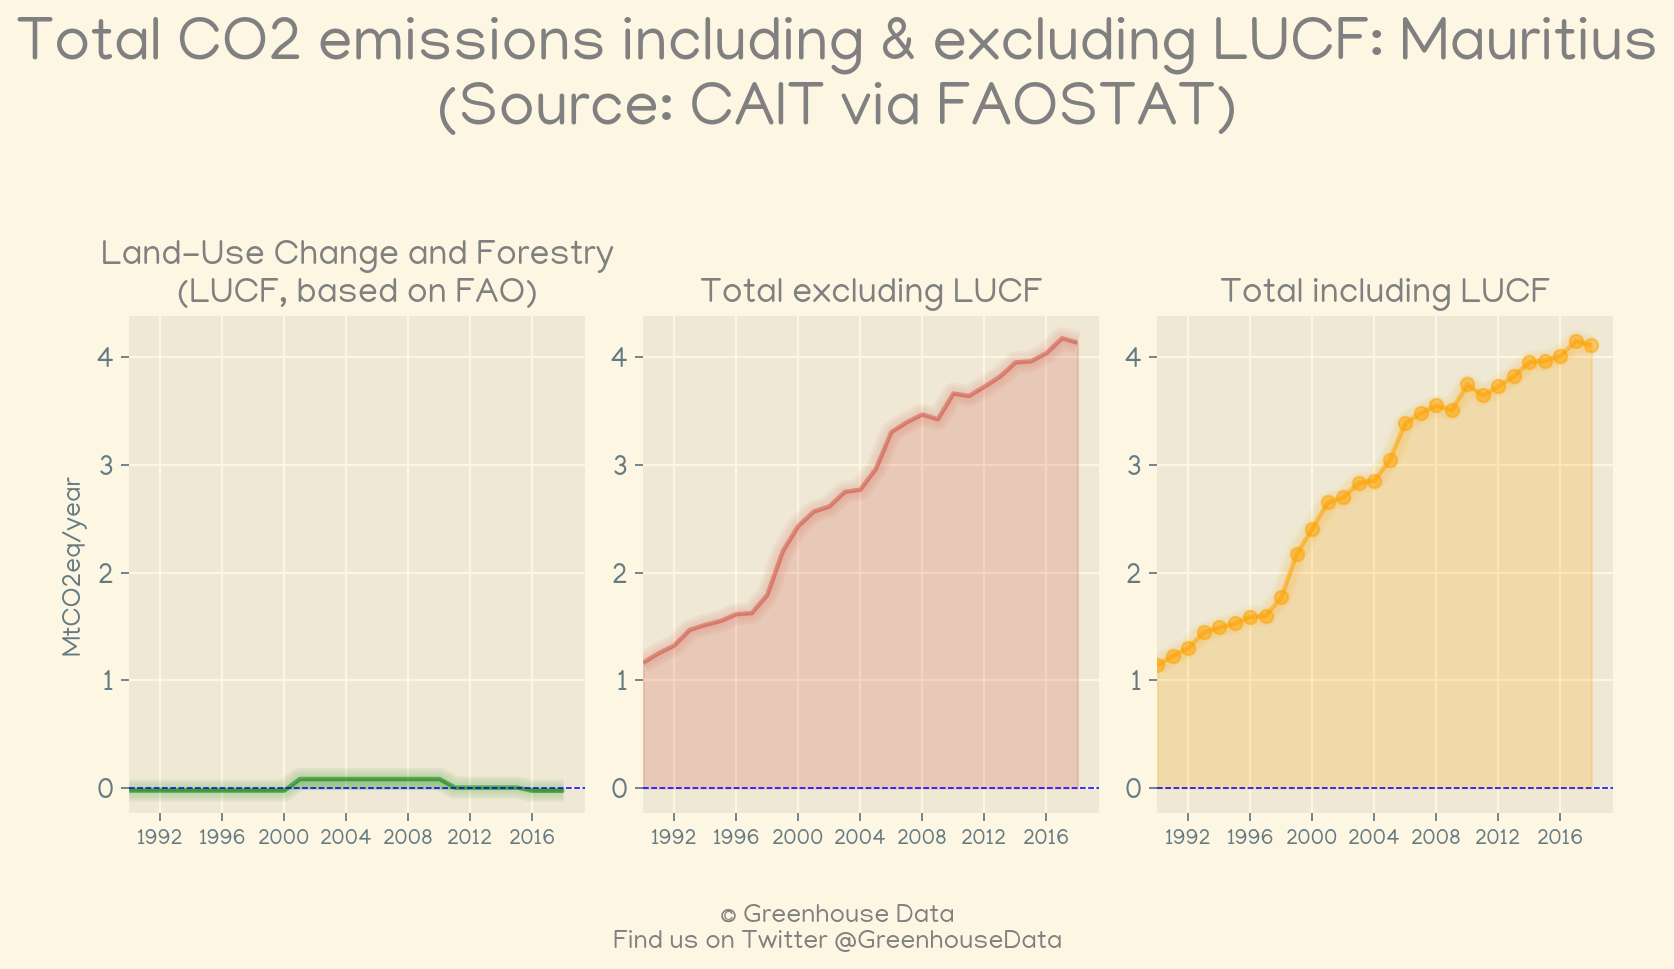 Total CO2 emissions including & excluding LUCF: Mauritius
(Source: CAIT via FAOSTAT)
Land-Use Change and Forestry
(LUCF, based on FAO)
MtCO2eq/year
4
3
2
1
0
1992 1996 2000 2004 2008 2012 2016
Total excluding LUCF
4
3
2
1
0
1992 1996 2000 2004 2008 2012 2016
Total including LUCF
4
3
2
1
0
1992 1996 2000 2004 2008 2012 2016
© Greenhouse Data
Find us on Twitter @GreenhouseData